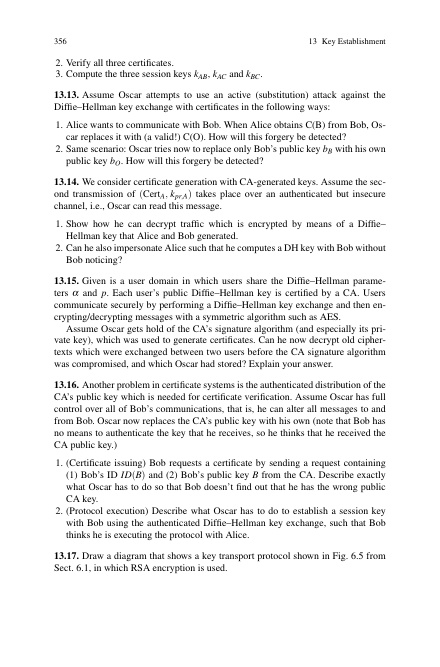 356 13 Key Establishment
2. Verify all three certificates.
3. Compute the three session keys k_AB, k_AC and k_BC.
13.13. Assume Oscar attempts to use an active (substitution) attack against the
Diffie–Hellman key exchange with certificates in the following ways:
1. Alice wants to communicate with Bob. When Alice obtains C(B) from Bob, Os-
car replaces it with (a valid!) C(O). How will this forgery be detected?
2. Same scenario: Oscar tries now to replace only Bob's public key b_B with his own
public key b_O. How will this forgery be detected?
13.14. We consider certificate generation with CA-generated keys. Assume the sec-
ond transmission of (Cert_A, k_pr,A) takes place over an authenticated but insecure
channel, i.e., Oscar can read this message.
1. Show how he can decrypt traffic which is encrypted by means of a Diffie–
Hellman key that Alice and Bob generated.
2. Can he also impersonate Alice such that he computes a DH key with Bob without
Bob noticing?
13.15. Given is a user domain in which users share the Diffie–Hellman parame-
ters α and p. Each user's public Diffie–Hellman key is certified by a CA. Users
communicate securely by performing a Diffie–Hellman key exchange and then en-
crypting/decrypting messages with a symmetric algorithm such as AES.
Assume Oscar gets hold of the CA's signature algorithm (and especially its pri-
vate key), which was used to generate certificates. Can he now decrypt old cipher-
texts which were exchanged between two users before the CA signature algorithm
was compromised, and which Oscar had stored? Explain your answer.
13.16. Another problem in certificate systems is the authenticated distribution of the
CA's public key which is needed for certificate verification. Assume Oscar has full
control over all of Bob's communications, that is, he can alter all messages to and
from Bob. Oscar now replaces the CA's public key with his own (note that Bob has
no means to authenticate the key that he receives, so he thinks that he received the
CA public key.)
1. (Certificate issuing) Bob requests a certificate by sending a request containing
(1) Bob's ID ID(B) and (2) Bob's public key B from the CA. Describe exactly
what Oscar has to do so that Bob doesn't find out that he has the wrong public
CA key.
2. (Protocol execution) Describe what Oscar has to do to establish a session key
with Bob using the authenticated Diffie–Hellman key exchange, such that Bob
thinks he is executing the protocol with Alice.
13.17. Draw a diagram that shows a key transport protocol shown in Fig. 6.5 from
Sect. 6.1, in which RSA encryption is used.